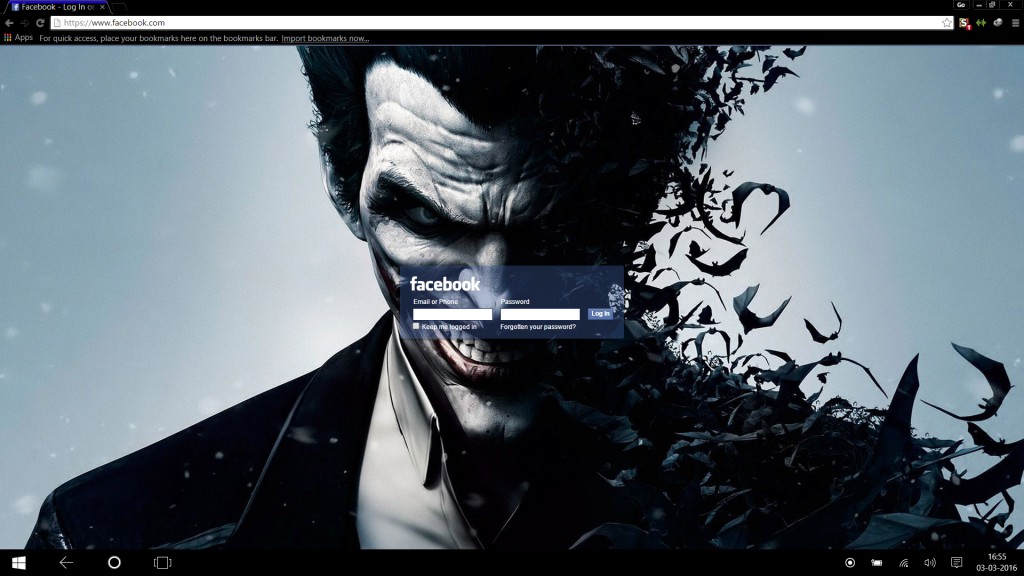 Facebook - Log In o
Go
https://www.facebook.com
Apps For quick access, place your bookmarks here on the bookmarks bar. Import bookmarks now...
facebook
Email or Phone Password
Log In
Keep me logged in Forgotten your password?
16:55
03-03-2016